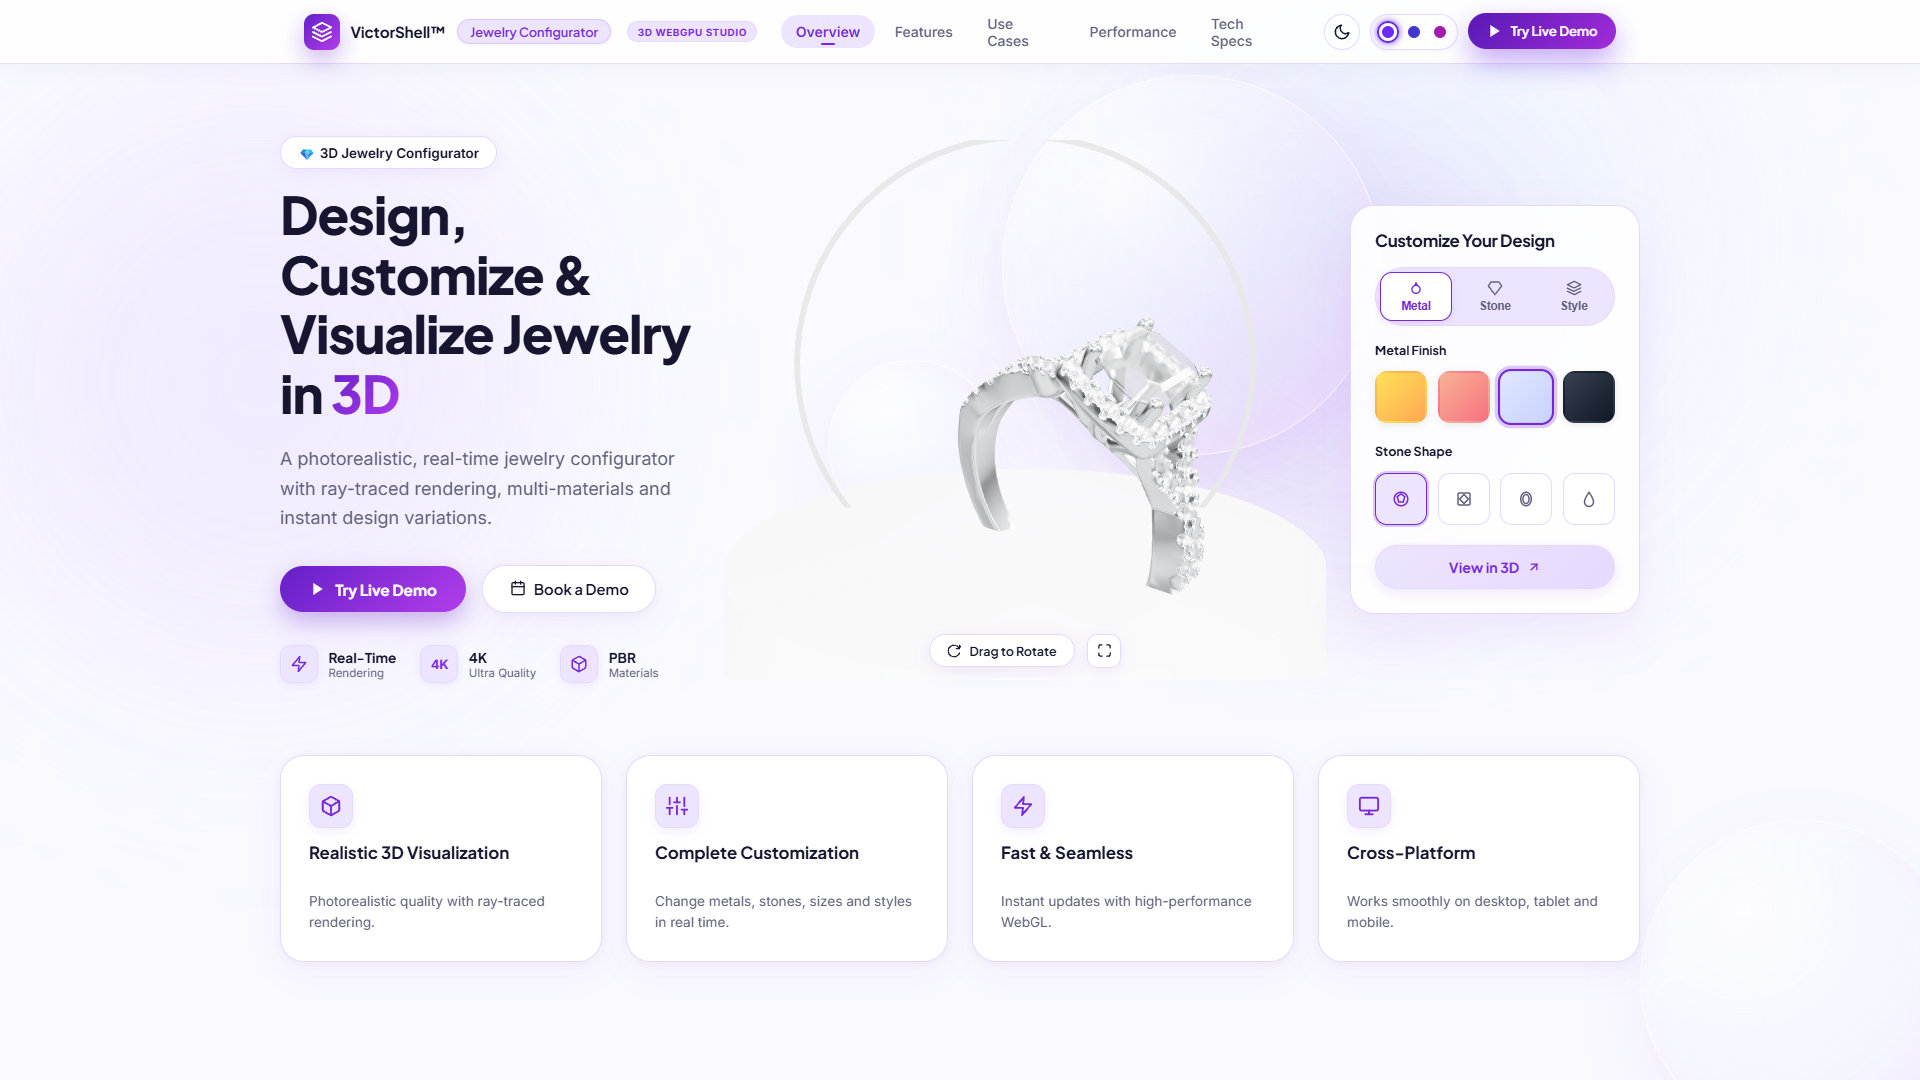 VictorShell™ Jewelry Configurator 3D WEBGPU STUDIO Overview Features Use Cases Performance Tech Specs Try Live Demo
3D Jewelry Configurator
Design,
Customize &
Visualize Jewelry
in 3D
A photorealistic, real-time jewelry configurator
with ray-traced rendering, multi-materials and
instant design variations.
Try Live Demo Book a Demo
Real-Time
Rendering
4K 4K
Ultra Quality
PBR
Materials
Drag to Rotate
Customize Your Design
Metal Stone Style
Metal Finish
Stone Shape
View in 3D
Realistic 3D Visualization
Photorealistic quality with ray-traced
rendering.
Complete Customization
Change metals, stones, sizes and styles
in real time.
Fast & Seamless
Instant updates with high-performance
WebGL.
Cross-Platform
Works smoothly on desktop, tablet and
mobile.